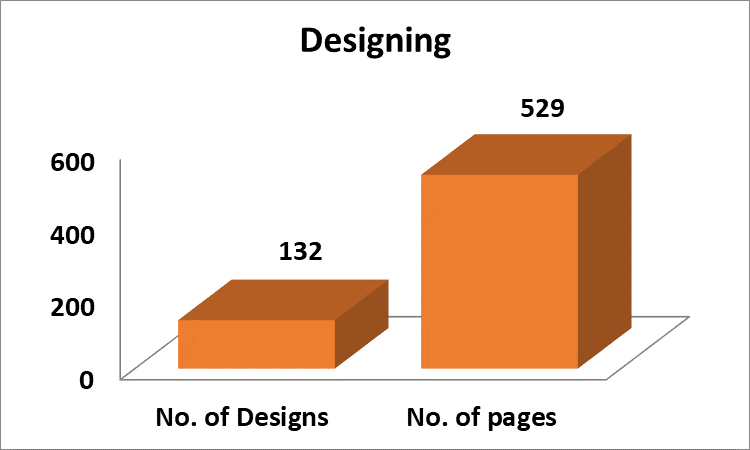 Designing
529
600
400
132
200
0
No. of Designs
No. of pages